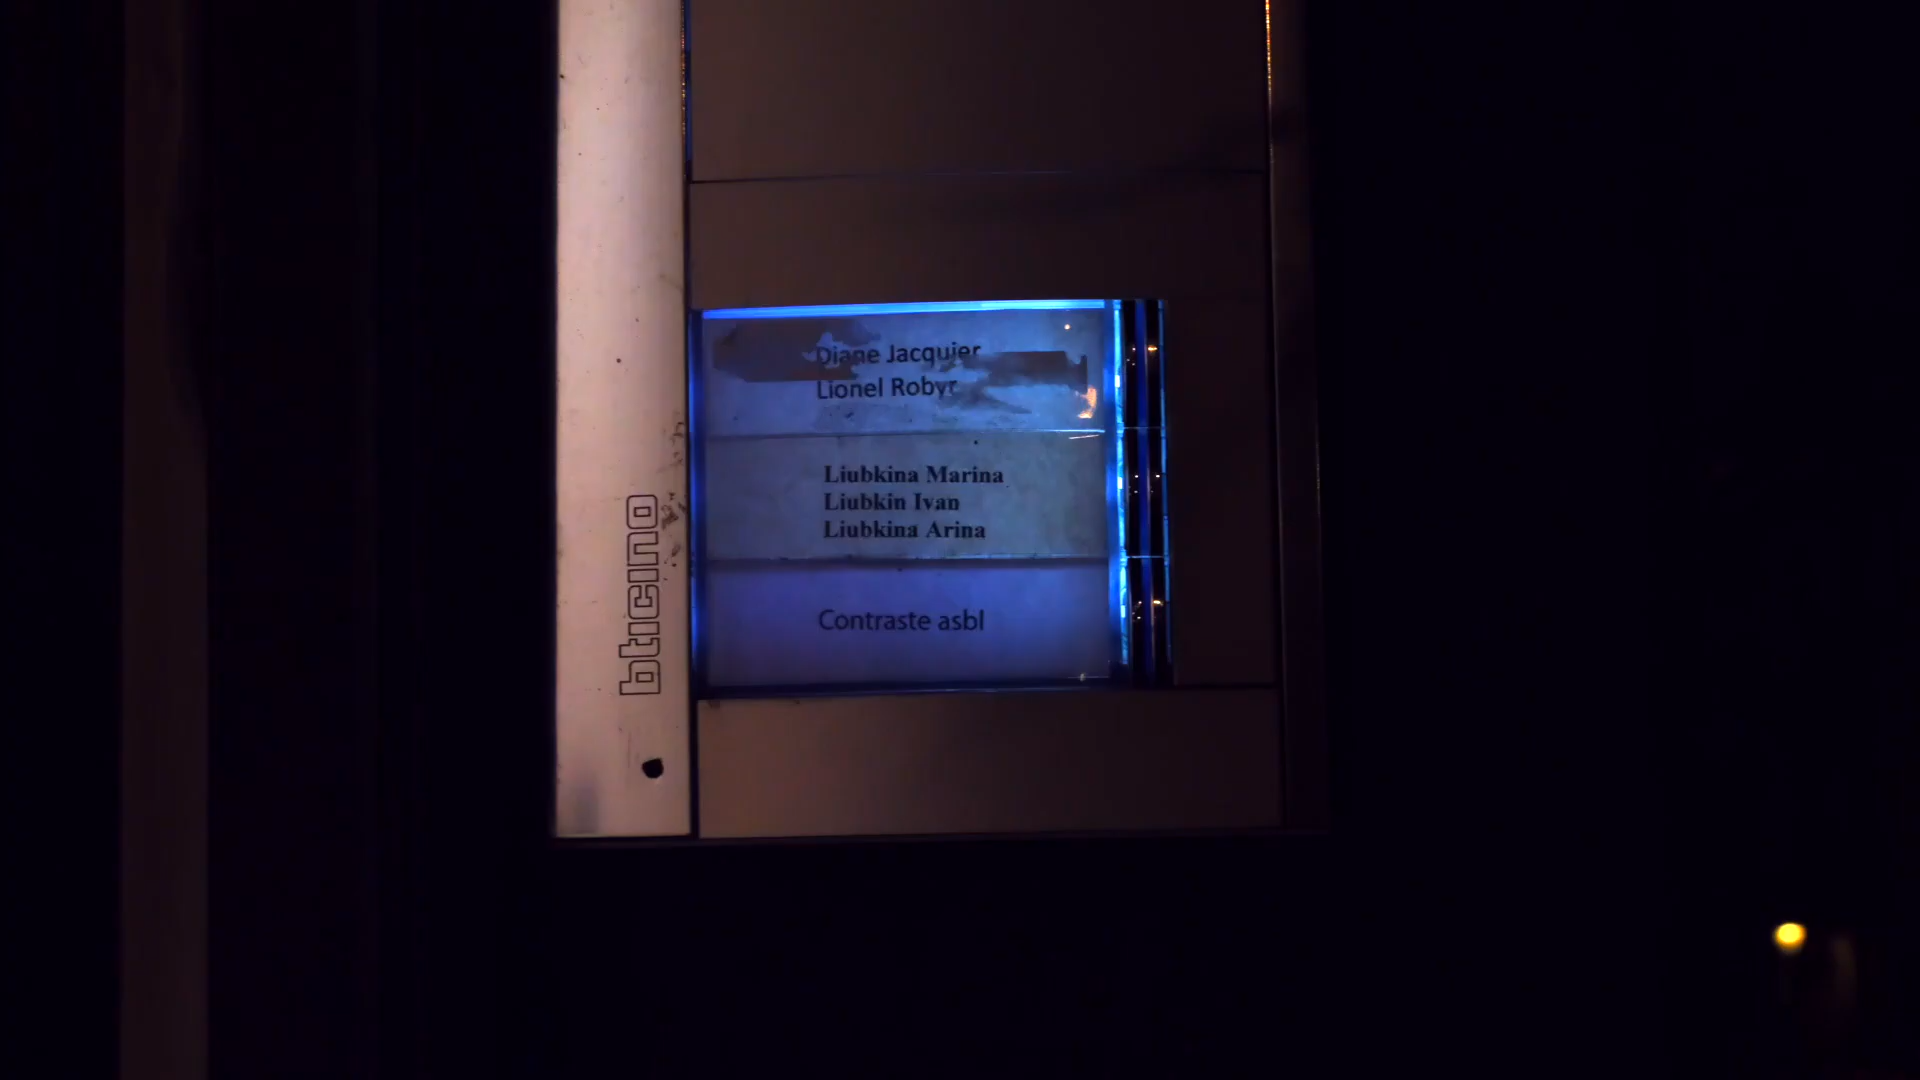 Diane Jacquier
Lionel Robyr
Liubkina Marina
Liubkin Ivan
Liubkina Arina
Contraste asbl
bticino